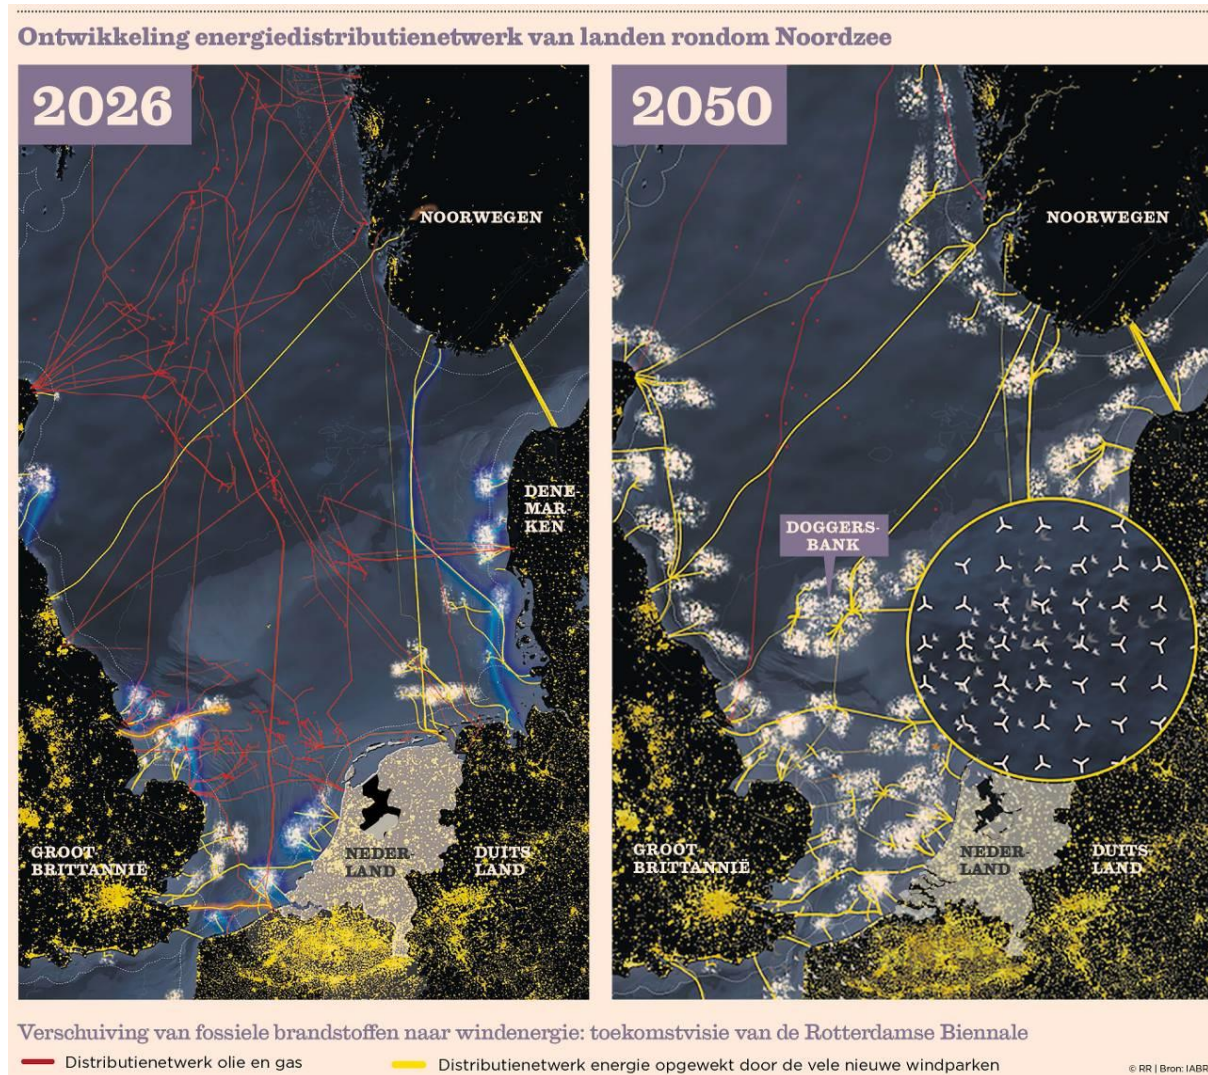 Ontwikkeling energiedistributienetwerk van landen rondom Noordzee
2026
NOORWEGEN
DENE-
MAR
KEN
GROOT
BRITTANNIË
NEDER-
LAND
DUITS
LAND
2050
NOORWEGEN
DOGGERS-
BANK
GROOT
BRITTANNIË
NEDER-
LAND
DUITS
LAND
Verschuiving van fossiele brandstoffen naar windenergie: toekomstvisie van de Rotterdamse Biennale
Distributienetwerk olie en gas
Distributienetwerk energie opgewekt door de vele nieuwe windparken
© RR | Bron: IABR